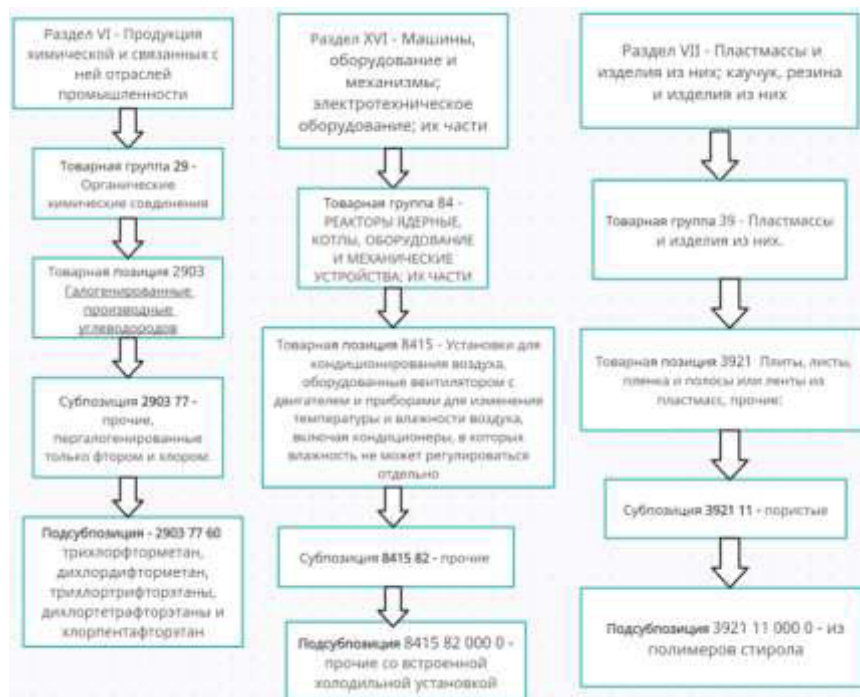 Раздел VI - Продукция
химической и связанных с
ней отраслей
промышленности
Товарная группа 29 -
Органические
химические соединения
Товарная позиция 2903
Галогенированные
производные
углеводородов
Субпозиция 2903 77 -
прочие,
пергалогенированные
только фтором и хлором
Подсубпозиция - 2903 77 60
трихлорфторметан,
дихлордифторметан,
трихлортрифторэтаны,
дихлортетрафторэтаны и
хлорпентафторэтан
Раздел XVI - Машины,
оборудование и
механизмы;
электротехническое
оборудование; их части
Товарная группа 84 -
РЕАКТОРЫ ЯДЕРНЫЕ,
КОТЛЫ, ОБОРУДОВАНИЕ
И МЕХАНИЧЕСКИЕ
УСТРОЙСТВА; ИХ ЧАСТИ
Товарная позиция 8415 - Установки для
кондиционирования воздуха,
оборудованные вентилятором с
двигателем и приборами для изменения
температуры и влажности воздуха,
включая кондиционеры, в которых
влажность не может регулироваться
отдельно
Субпозиция 8415 82 - прочие
Подсубпозиция 8415 82 000 0 -
прочие со встроенной
холодильной установкой
Раздел VII - Пластмассы и
изделия из них; каучук, резина
и изделия из них
Товарная группа 39 - Пластмассы
и изделия из них.
Товарная позиция 3921 Плиты, листы,
пленка и полосы или ленты из
пластмасс, прочие:
Субпозиция 3921 11 - пористые
Подсубпозиция 3921 11 000 0 - из
полимеров стирола